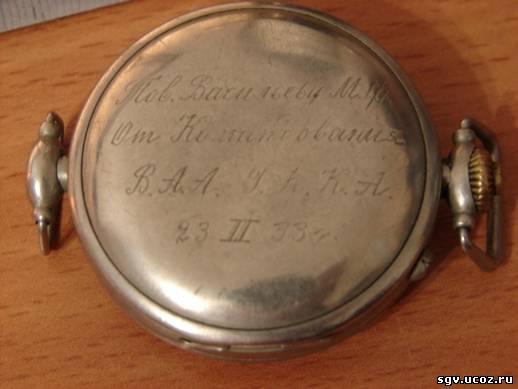 Тов. Васильеву М.
От Командования
В.А.А. У.К.К.А.
23 II 33г.
sgv.ucoz.ru